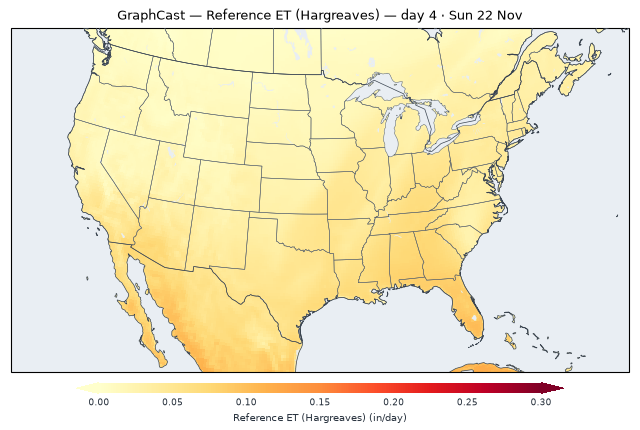 GraphCast — Reference ET (Hargreaves) — day 4 · Sun 22 Nov
0.00 0.05 0.10 0.15 0.20 0.25 0.30
Reference ET (Hargreaves) (in/day)